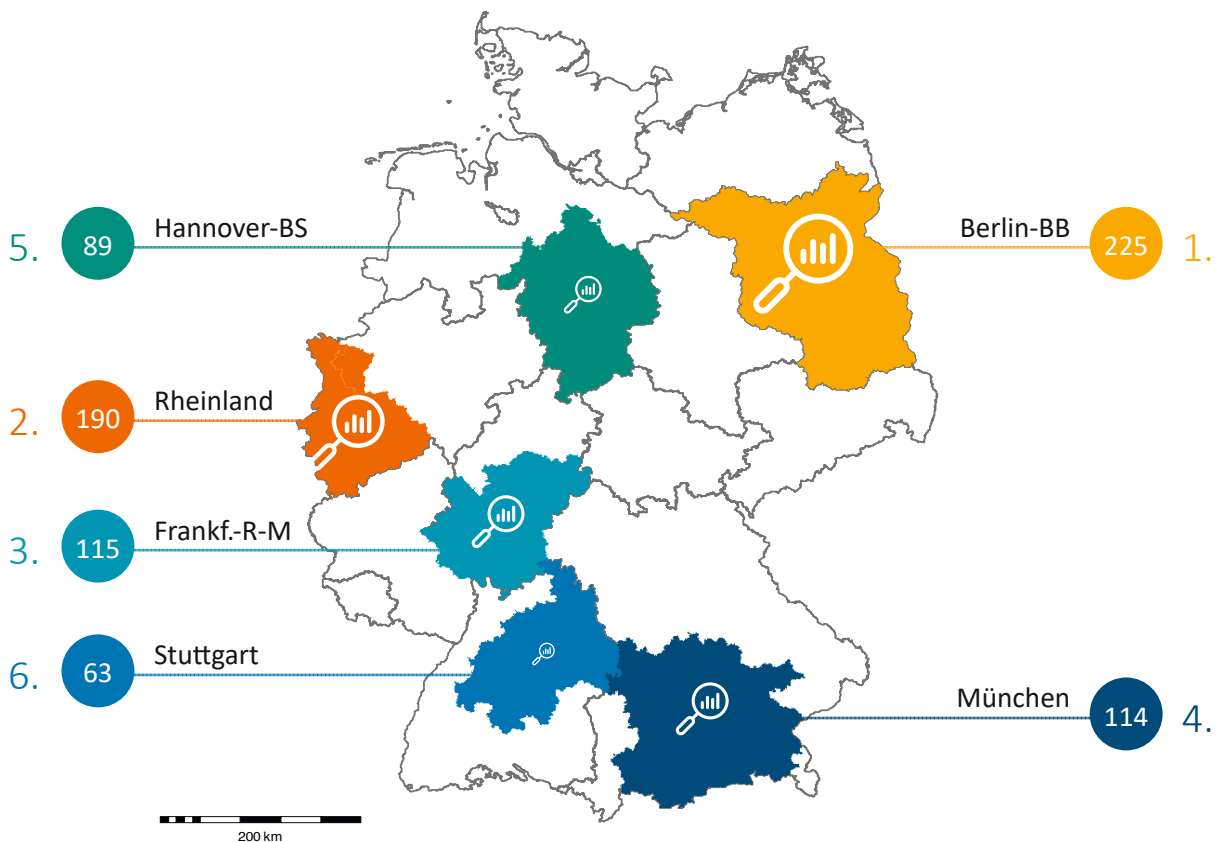 5. 89 Hannover-BS
Berlin-BB 225 1.
2. 190 Rheinland
3. 115 Frankf.-R-M
6. 63 Stuttgart
München 114 4.
200 km